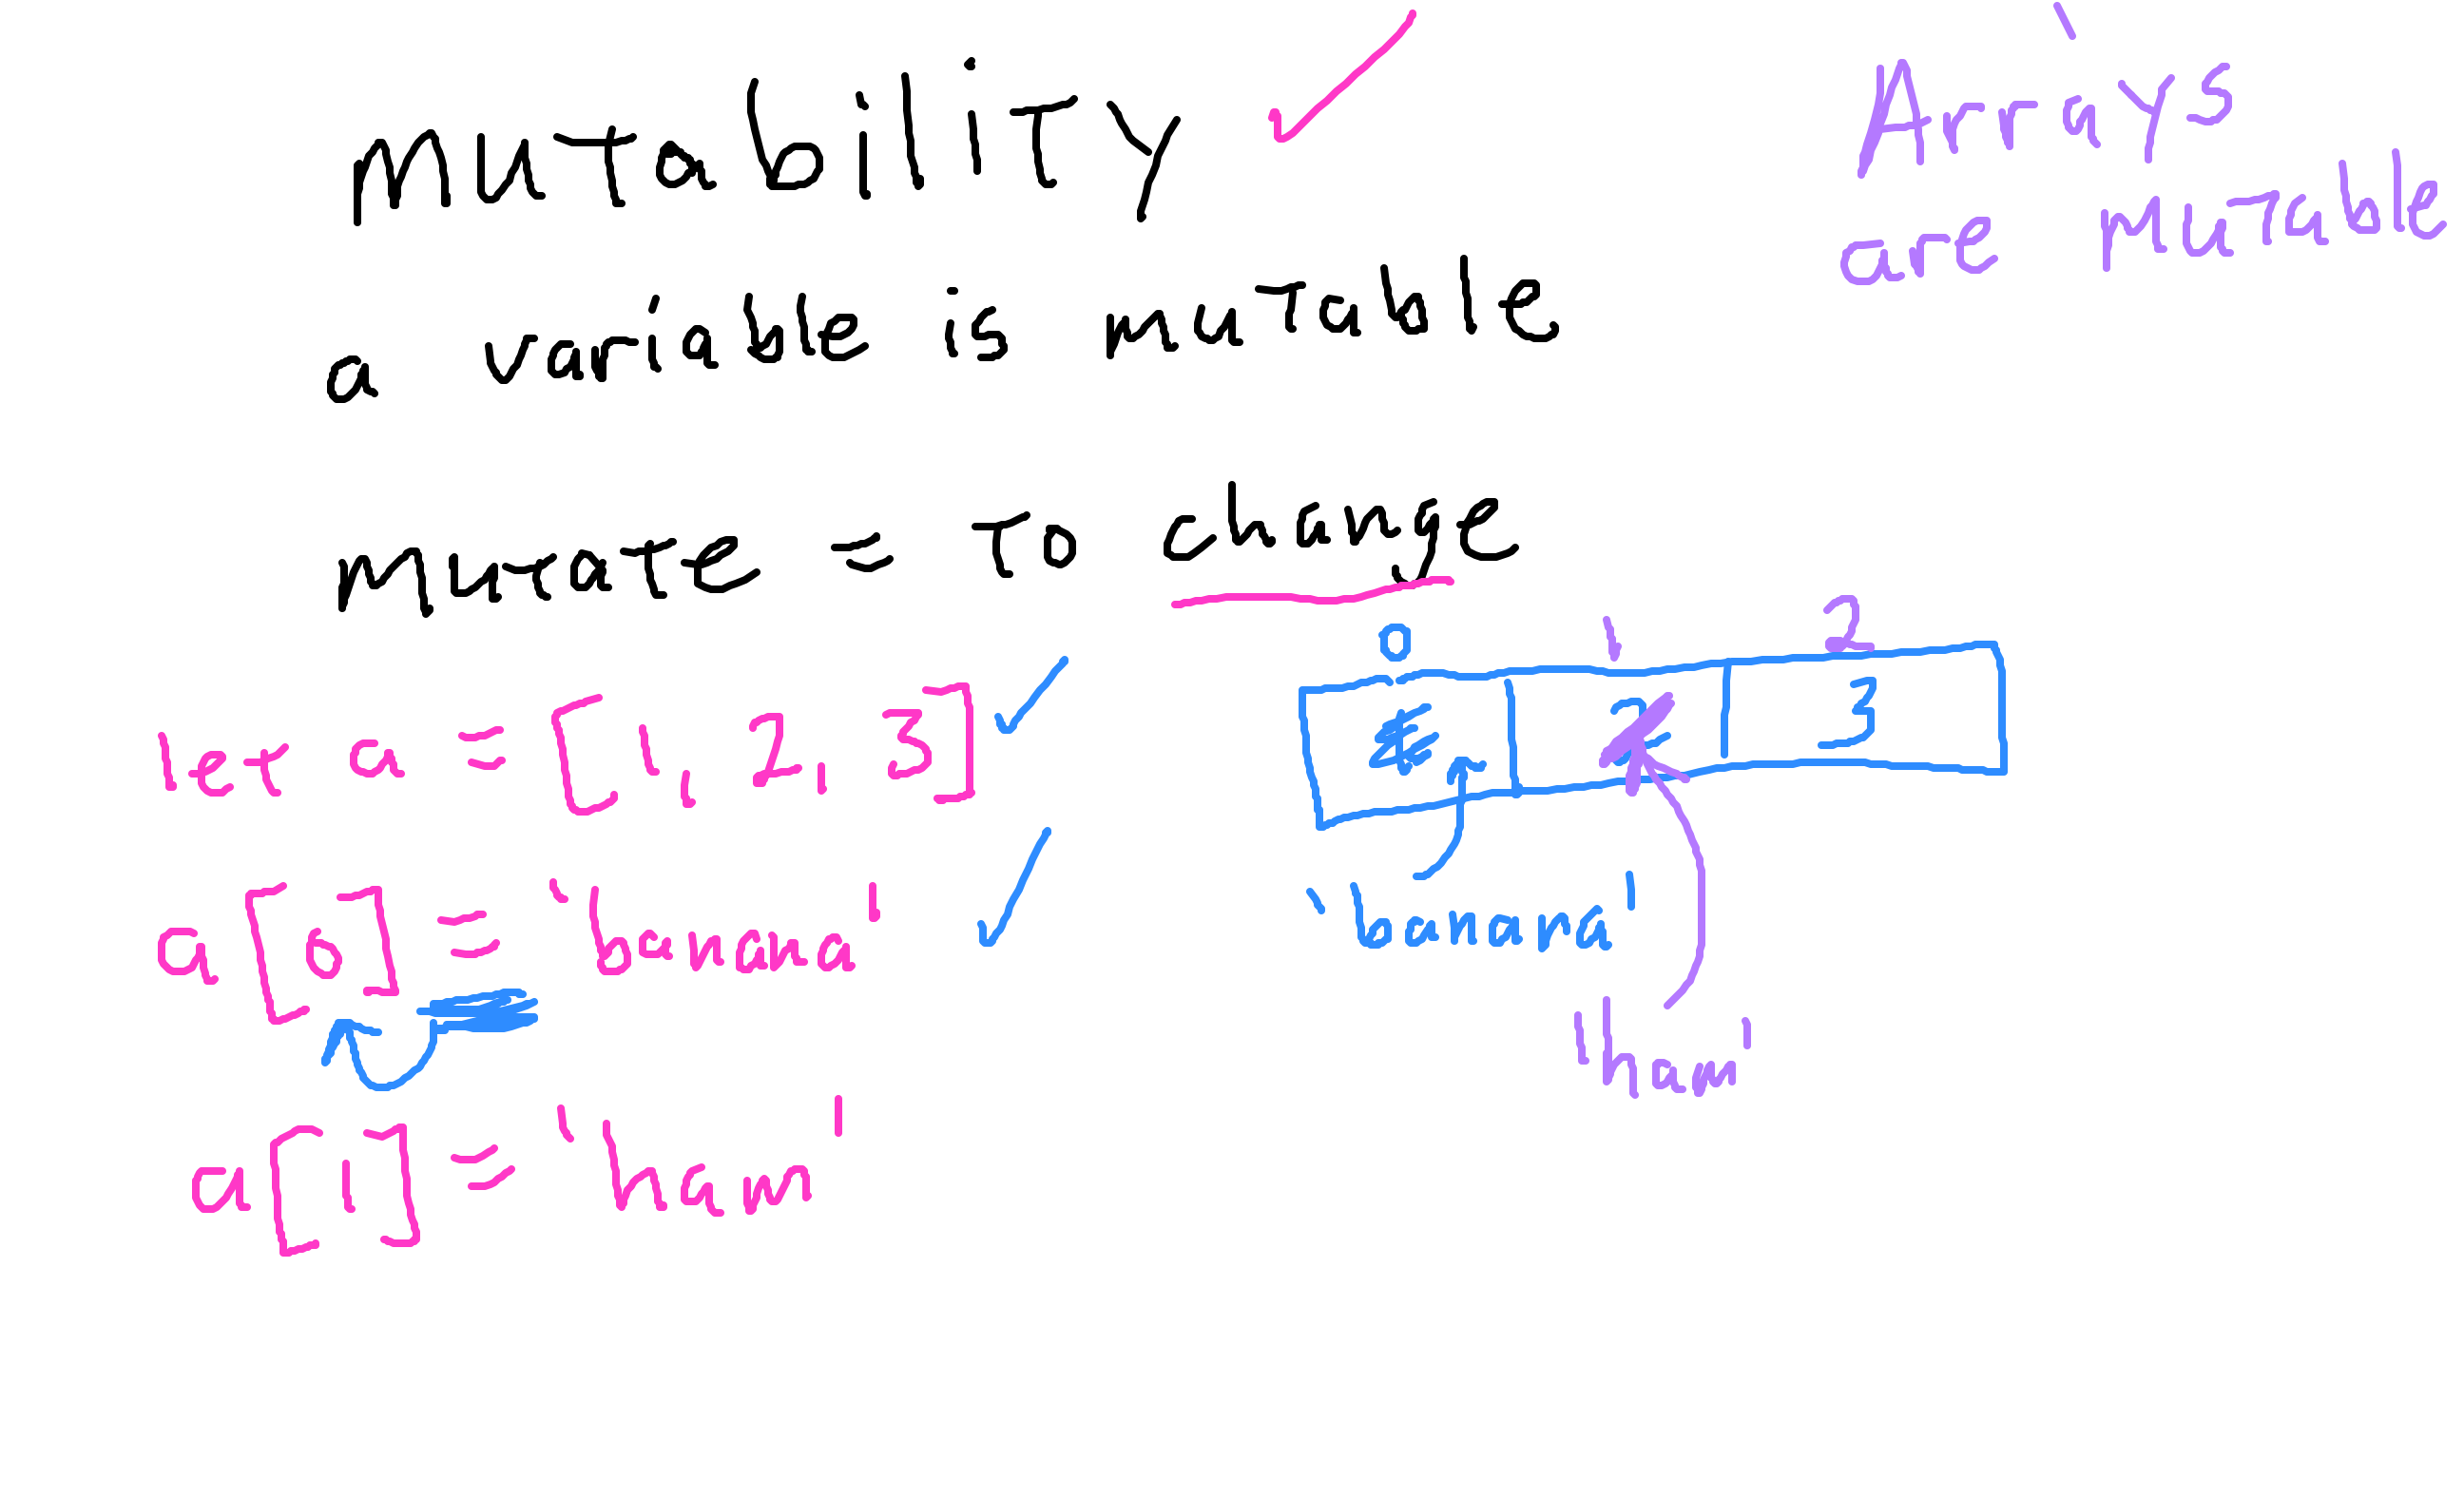 Mutability
a variable is mutable
Mutate = To change
let a = [1, 2, 3]
a[0] = 'banana'
a[1] = 'ham'
Arrays
are Mutable
0 1 2
1 2 3
'banana'
'ham'